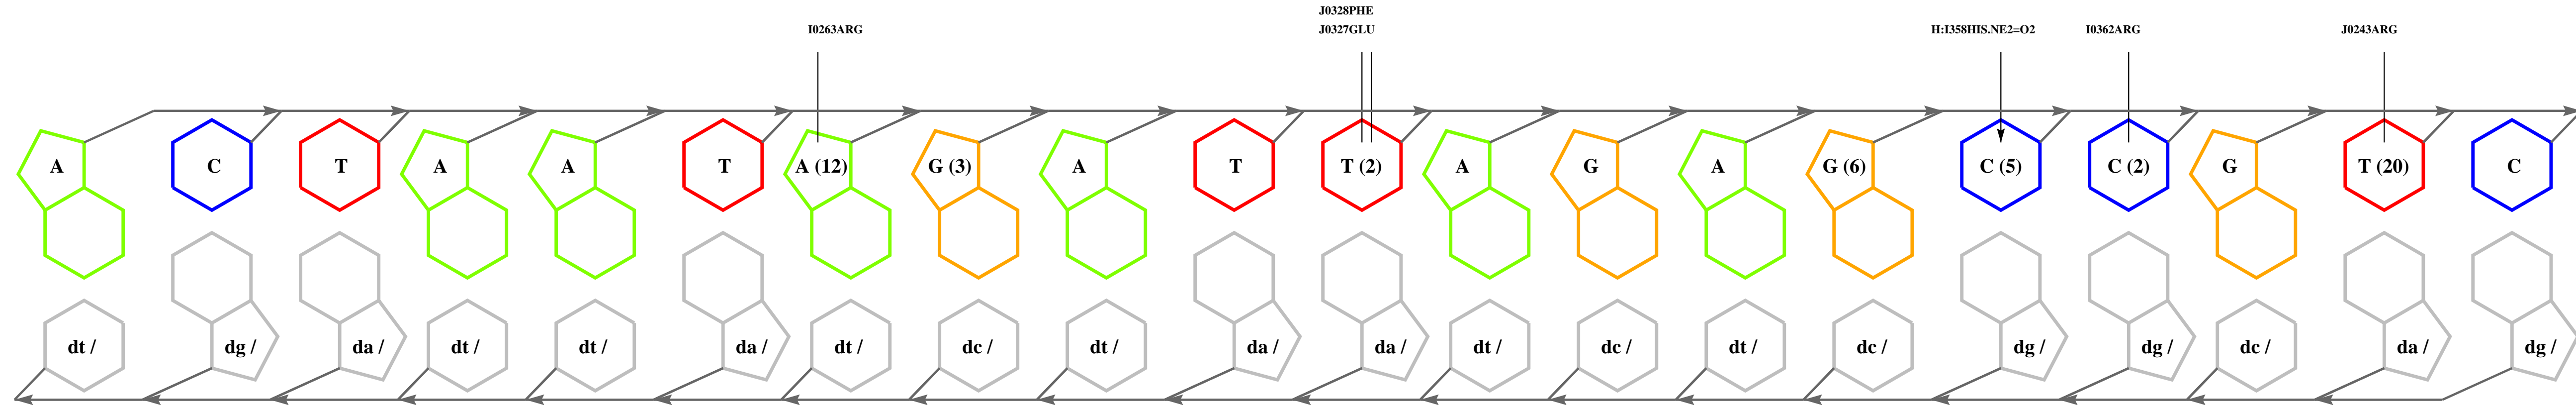 J0328PHE
I0263ARG J0327GLU H:I358HIS.NE2=O2 I0362ARG J0243ARG
A C T A A T A (12) G (3) A T T (2) A G A G (6) C (5) C (2) G T (20) C
dt / dg / da / dt / dt / da / dt / dc / dt / da / da / dt / dc / dt / dc / dg / dg / dc / da / dg /